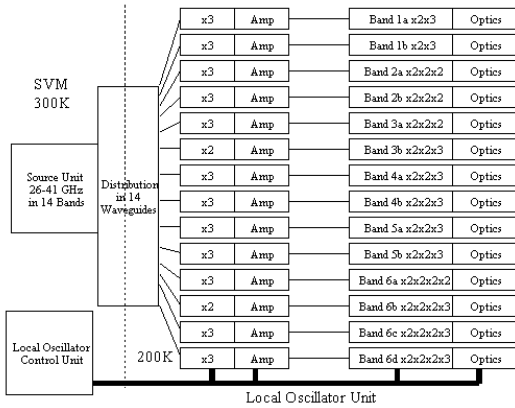 x3 Amp Band 1a x2x3 Optics
x3 Amp Band 1b x2x3 Optics
x3 Amp Band 2a x2x2x2 Optics
x3 Amp Band 2b x2x2x2 Optics
x3 Amp Band 3a x2x2x2 Optics
x2 Amp Band 3b x2x2x3 Optics
x3 Amp Band 4a x2x2x3 Optics
x3 Amp Band 4b x2x2x3 Optics
x3 Amp Band 5a x2x2x3 Optics
x3 Amp Band 5b x2x2x3 Optics
x3 Amp Band 6a x2x2x2x2 Optics
x2 Amp Band 6b x2x2x2x3 Optics
x3 Amp Band 6c x2x2x2x3 Optics
x3 Amp Band 6d x2x2x2x3 Optics
SVM
300K
Source Unit
26-41 GHz
in 14 Bands
Distribution
in 14
Waveguides
Local Oscillator
Control Unit
200K
Local Oscillator Unit